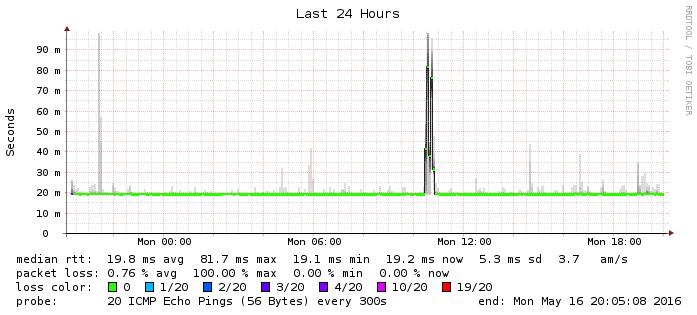 Last 24 Hours
RRDTOOL / TOBI OETIKER
Seconds
90 m
80 m
70 m
60 m
50 m
40 m
30 m
20 m
10 m
0
Mon 00:00 Mon 06:00 Mon 12:00 Mon 18:00
median rtt: 19.8 ms avg 81.7 ms max 19.1 ms min 19.2 ms now 5.3 ms sd 3.7 am/s
packet loss: 0.76 % avg 100.00 % max 0.00 % min 0.00 % now
loss color: 0 1/20 2/20 3/20 4/20 10/20 19/20
probe: 20 ICMP Echo Pings (56 Bytes) every 300s end: Mon May 16 20:05:08 2016